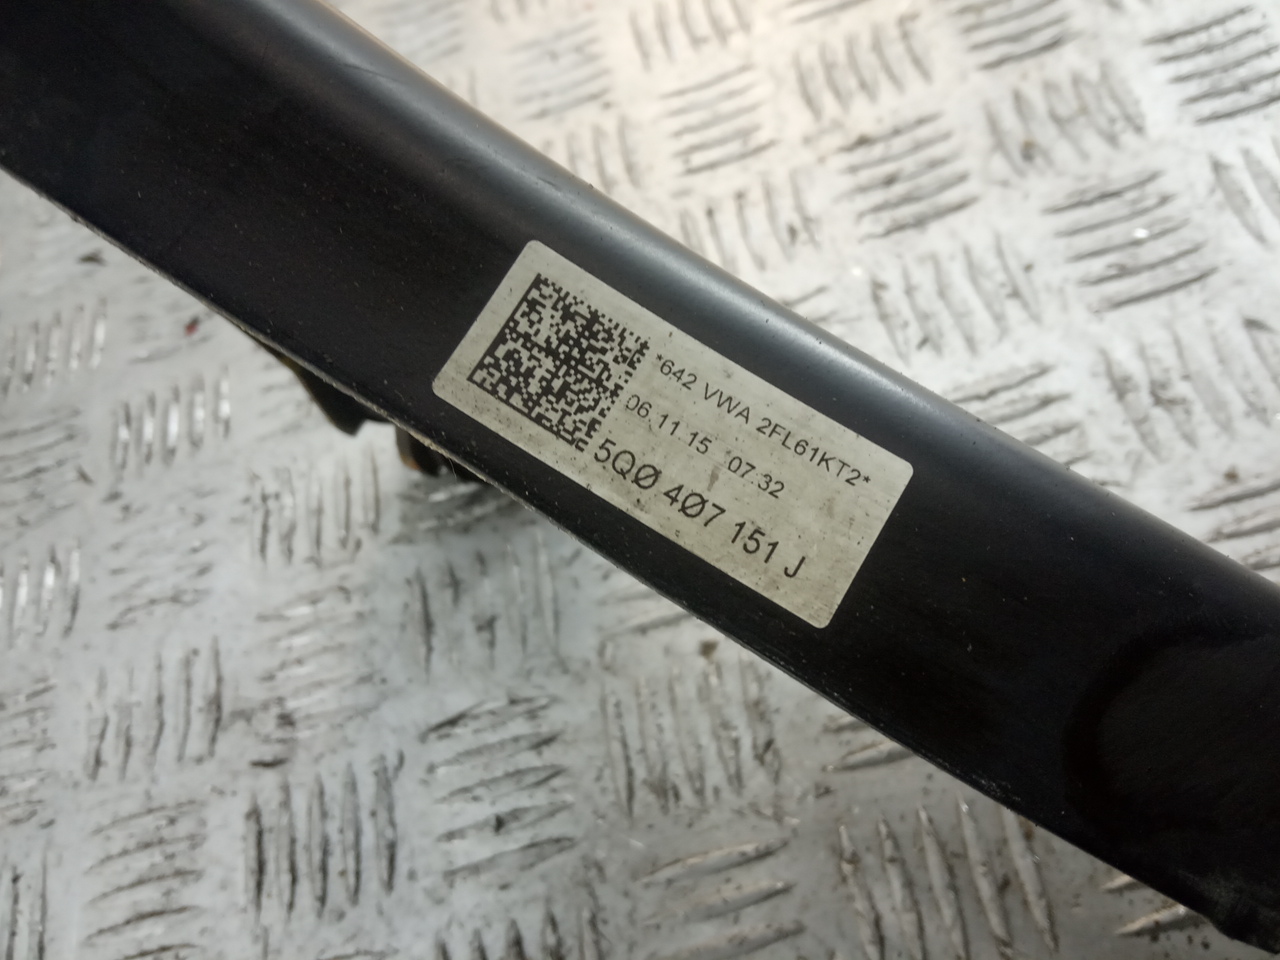 *642 VWA 2FL61KT2*
06.11.15 07.32
5QØ 4Ø7 151 J